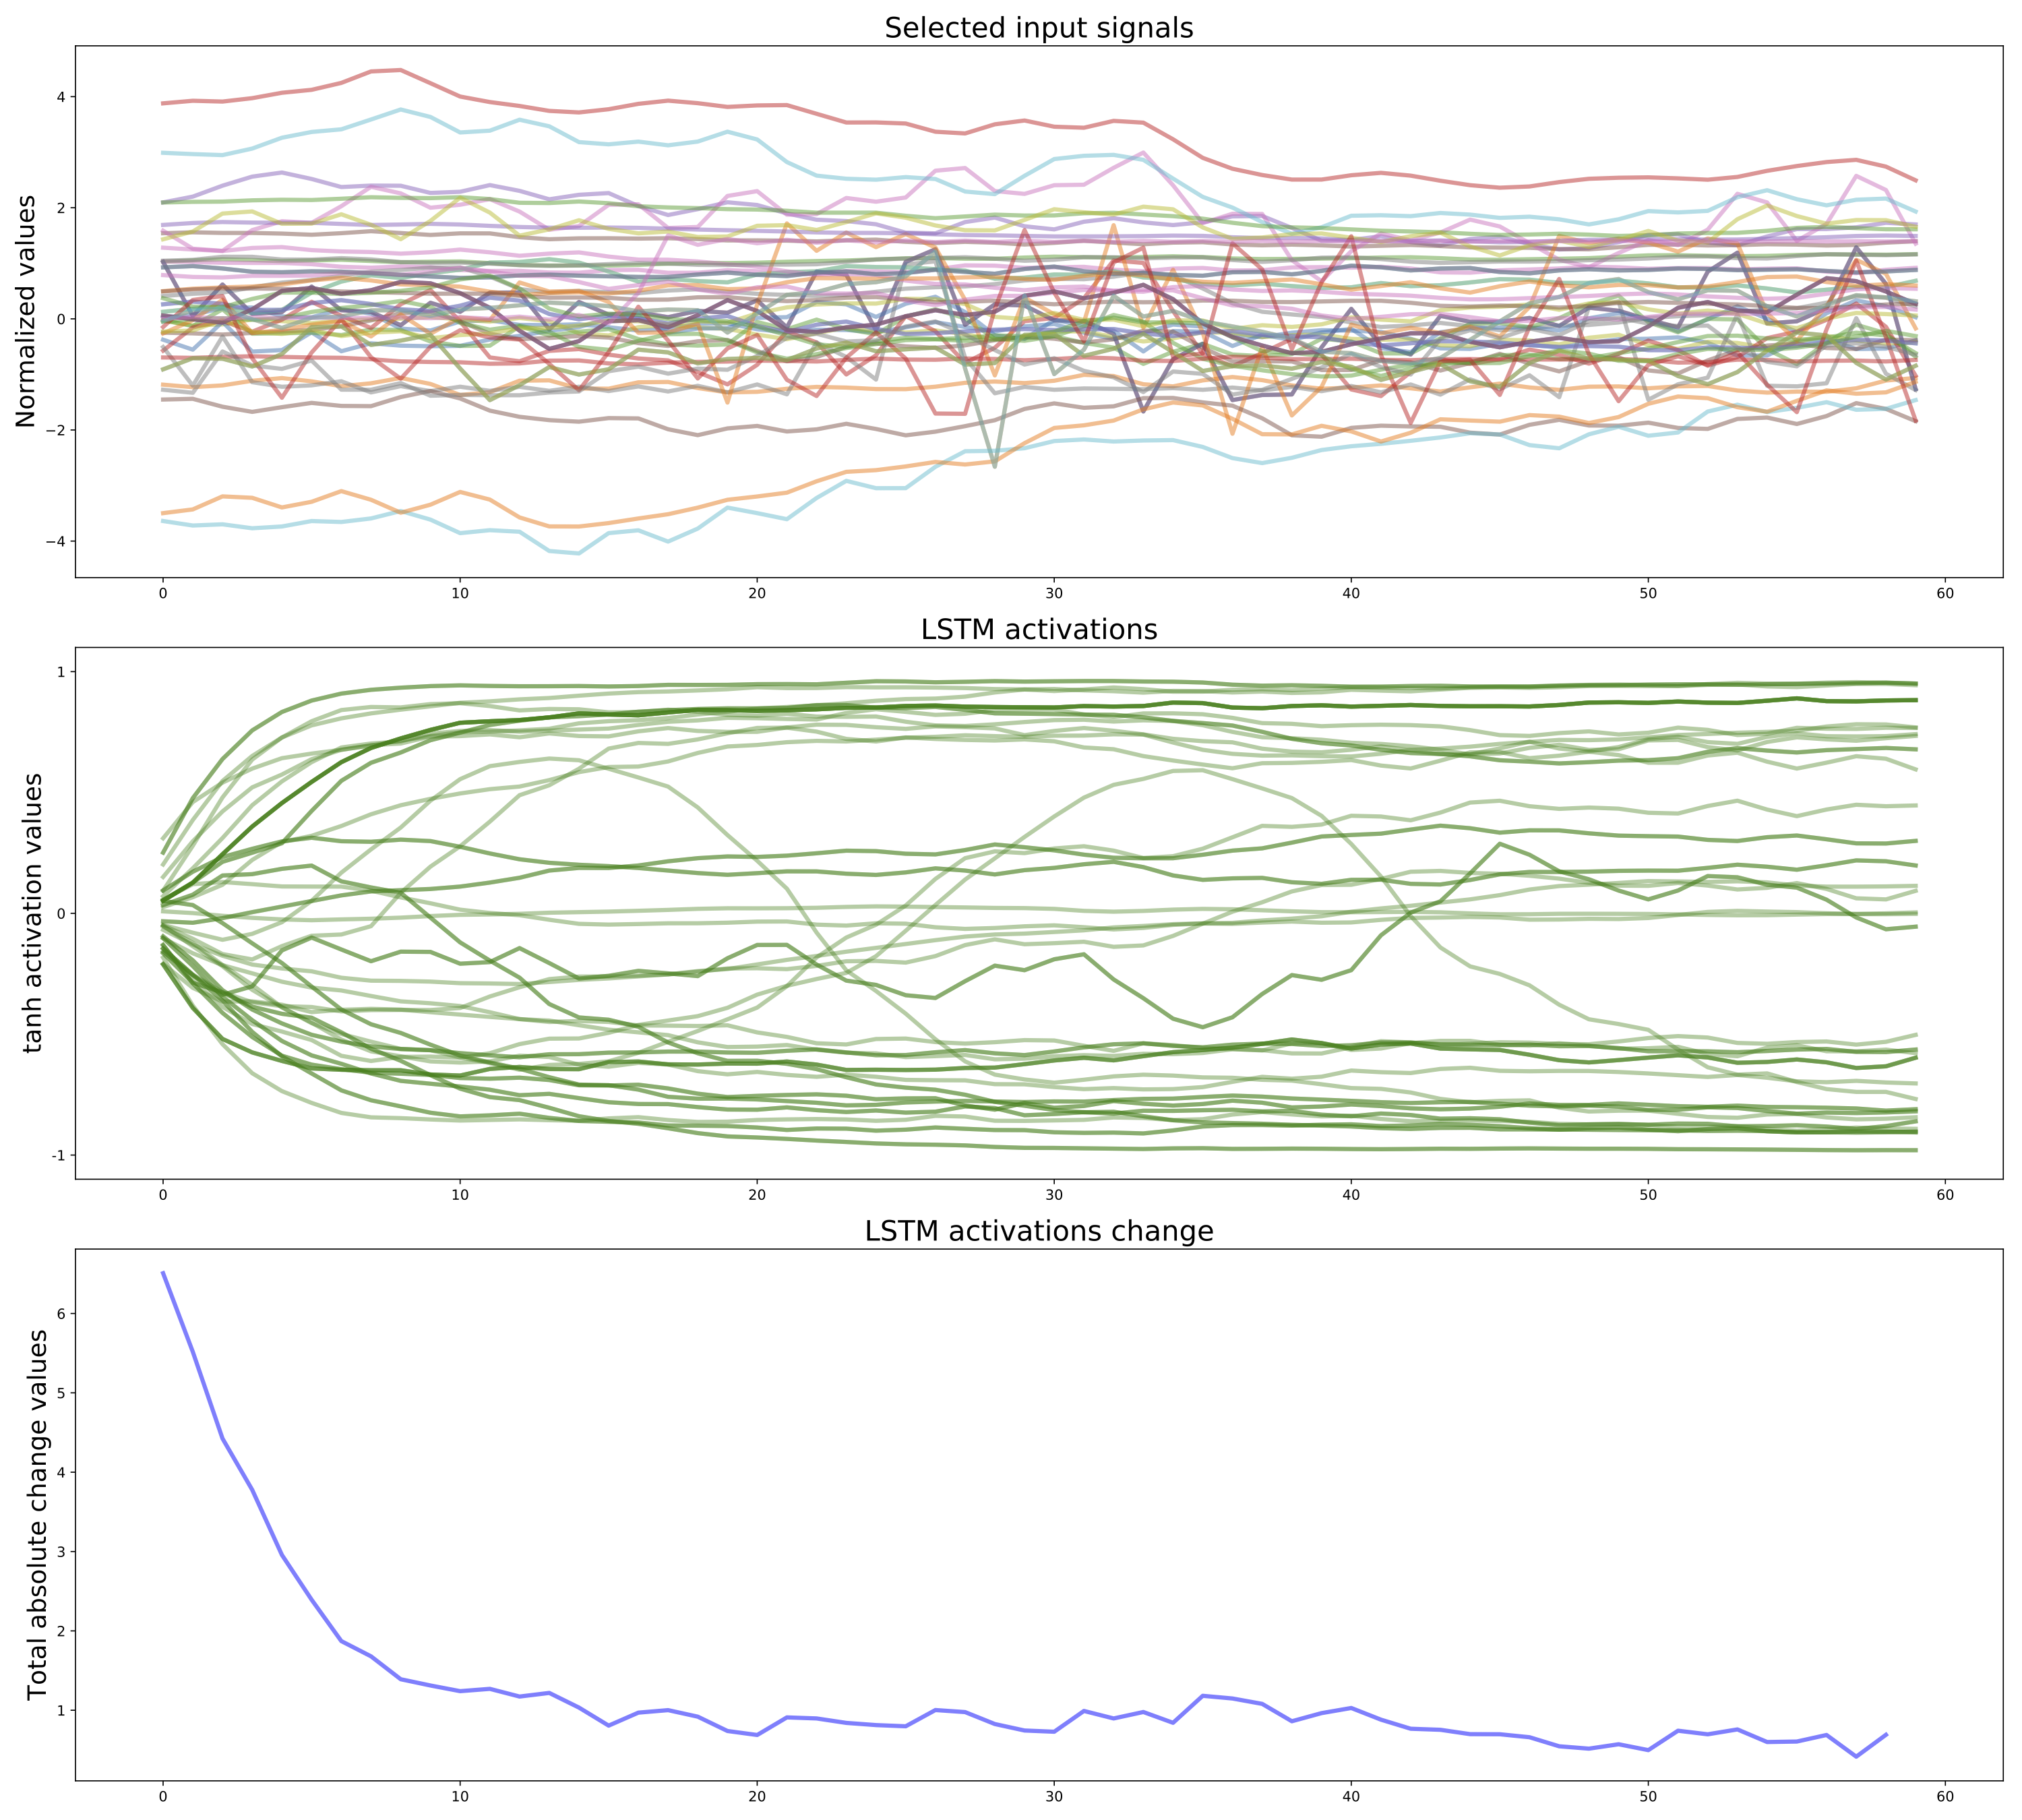 Selected input signals
Normalized values
4
2
0
−2
−4
0 10 20 30 40 50 60
LSTM activations
tanh activation values
1
0
-1
0 10 20 30 40 50 60
LSTM activations change
Total absolute change values
6
5
4
3
2
1
0 10 20 30 40 50 60